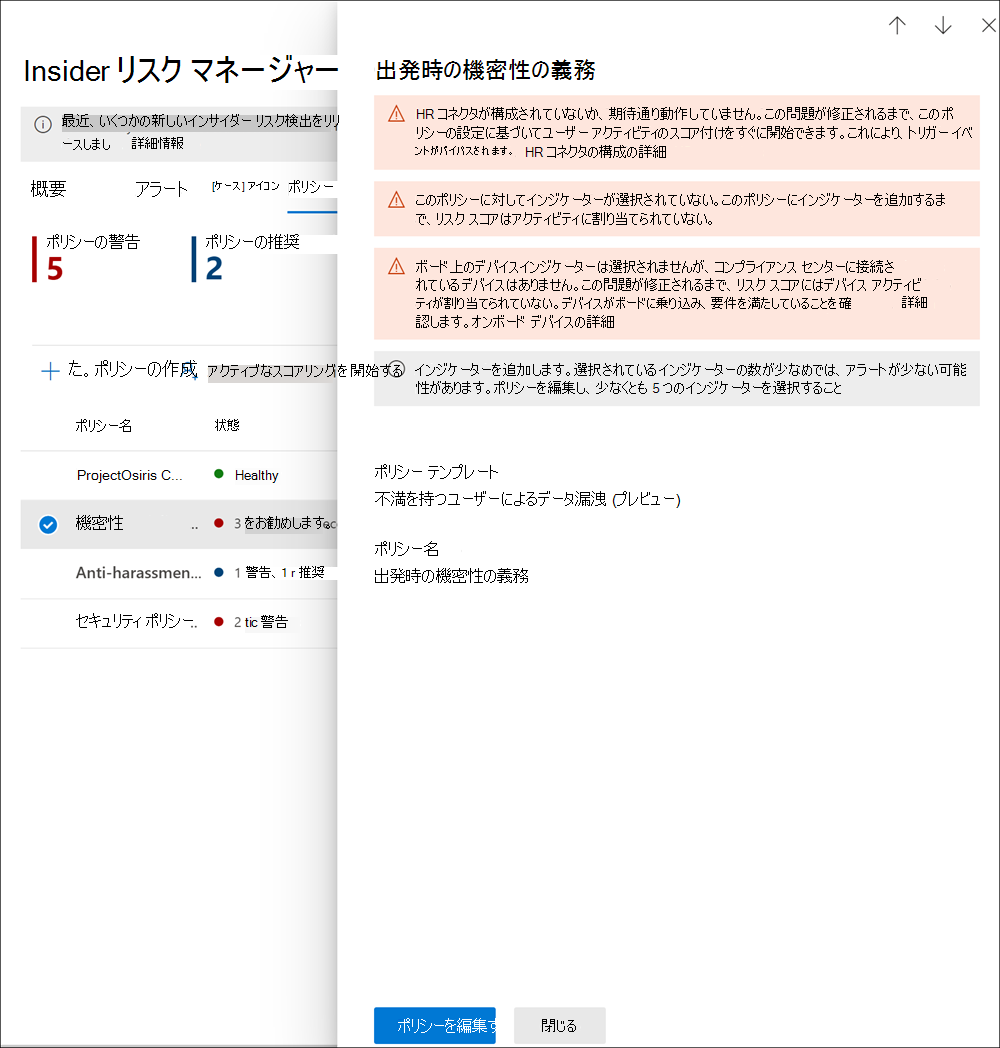 Insider リスク マネージャー
最近、いくつかの新しいインサイダー リスク検出をリリ
ースしまし 詳細情報
概要 アラート [ケース] アイコン ポリシー
ポリシーの警告 ポリシーの推奨
5 2
た。ポリシーの作成 アクティブなスコアリングを開始する
ポリシー名 状態
ProjectOsiris C... Healthy
機密性 .. 3 をお勧めします。
Anti-harassmen... 1 警告、1 r 推奨
セキュリティ ポリシー.. 2 tic 警告
出発時の機密性の義務
HR コネクタが構成されていないか、期待通り動作していません。この問題が修正されるまで、このポ
リシーの設定に基づいてユーザー アクティビティのスコア付けをすぐに開始できます。これにより、トリガー イベ
ントがバイパスされます。 HR コネクタの構成の詳細
このポリシーに対してインジケーターが選択されていない。このポリシーにインジケーターを追加するま
で、リスク スコアはアクティビティに割り当てられていない。
ボード上のデバイスインジケーターは選択されませんが、コンプライアンス センターに接続さ
れているデバイスはありません。この問題が修正されるまで、リスク スコアにはデバイス アクティビ
ティが割り当てられていない。デバイスがボードに乗り込み、要件を満たしていることを確 詳細
認します。オンボード デバイスの詳細
インジケーターを追加します。選択されているインジケーターの数が少なめでは、アラートが少ない可能
性があります。ポリシーを編集し、少なくとも 5 つのインジケーターを選択すること
ポリシー テンプレート
不満を持つユーザーによるデータ漏洩 (プレビュー)
ポリシー名
出発時の機密性の義務
ポリシーを編集す 閉じる